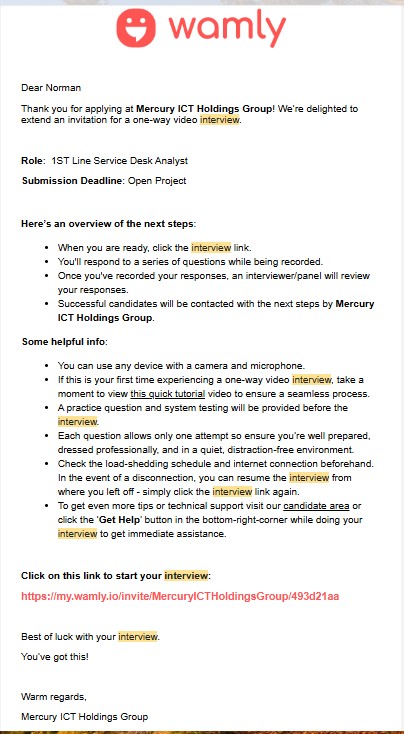 wamly
Dear Norman
Thank you for applying at Mercury ICT Holdings Group! We're delighted to
extend an invitation for a one-way video interview.
Role: 1ST Line Service Desk Analyst
Submission Deadline: Open Project
Here's an overview of the next steps:
• When you are ready, click the interview link.
• You'll respond to a series of questions while being recorded.
• Once you've recorded your responses, an interviewer/panel will review
your responses.
• Successful candidates will be contacted with the next steps by Mercury
ICT Holdings Group.
Some helpful info:
• You can use any device with a camera and microphone.
• If this is your first time experiencing a one-way video interview, take a
moment to view this quick tutorial video to ensure a seamless process.
• A practice question and system testing will be provided before the
interview.
• Each question allows only one attempt so ensure you're well prepared,
dressed professionally, and in a quiet, distraction-free environment.
• Check the load-shedding schedule and internet connection beforehand.
In the event of a disconnection, you can resume the interview from
where you left off - simply click the interview link again.
• To get even more tips or technical support visit our candidate area or
click the 'Get Help' button in the bottom-right-corner while doing your
interview to get immediate assistance.
Click on this link to start your interview:
https://my.wamly.io/invite/MercuryICTHoldingsGroup/493d21aa
Best of luck with your interview.
You've got this!
Warm regards,
Mercury ICT Holdings Group